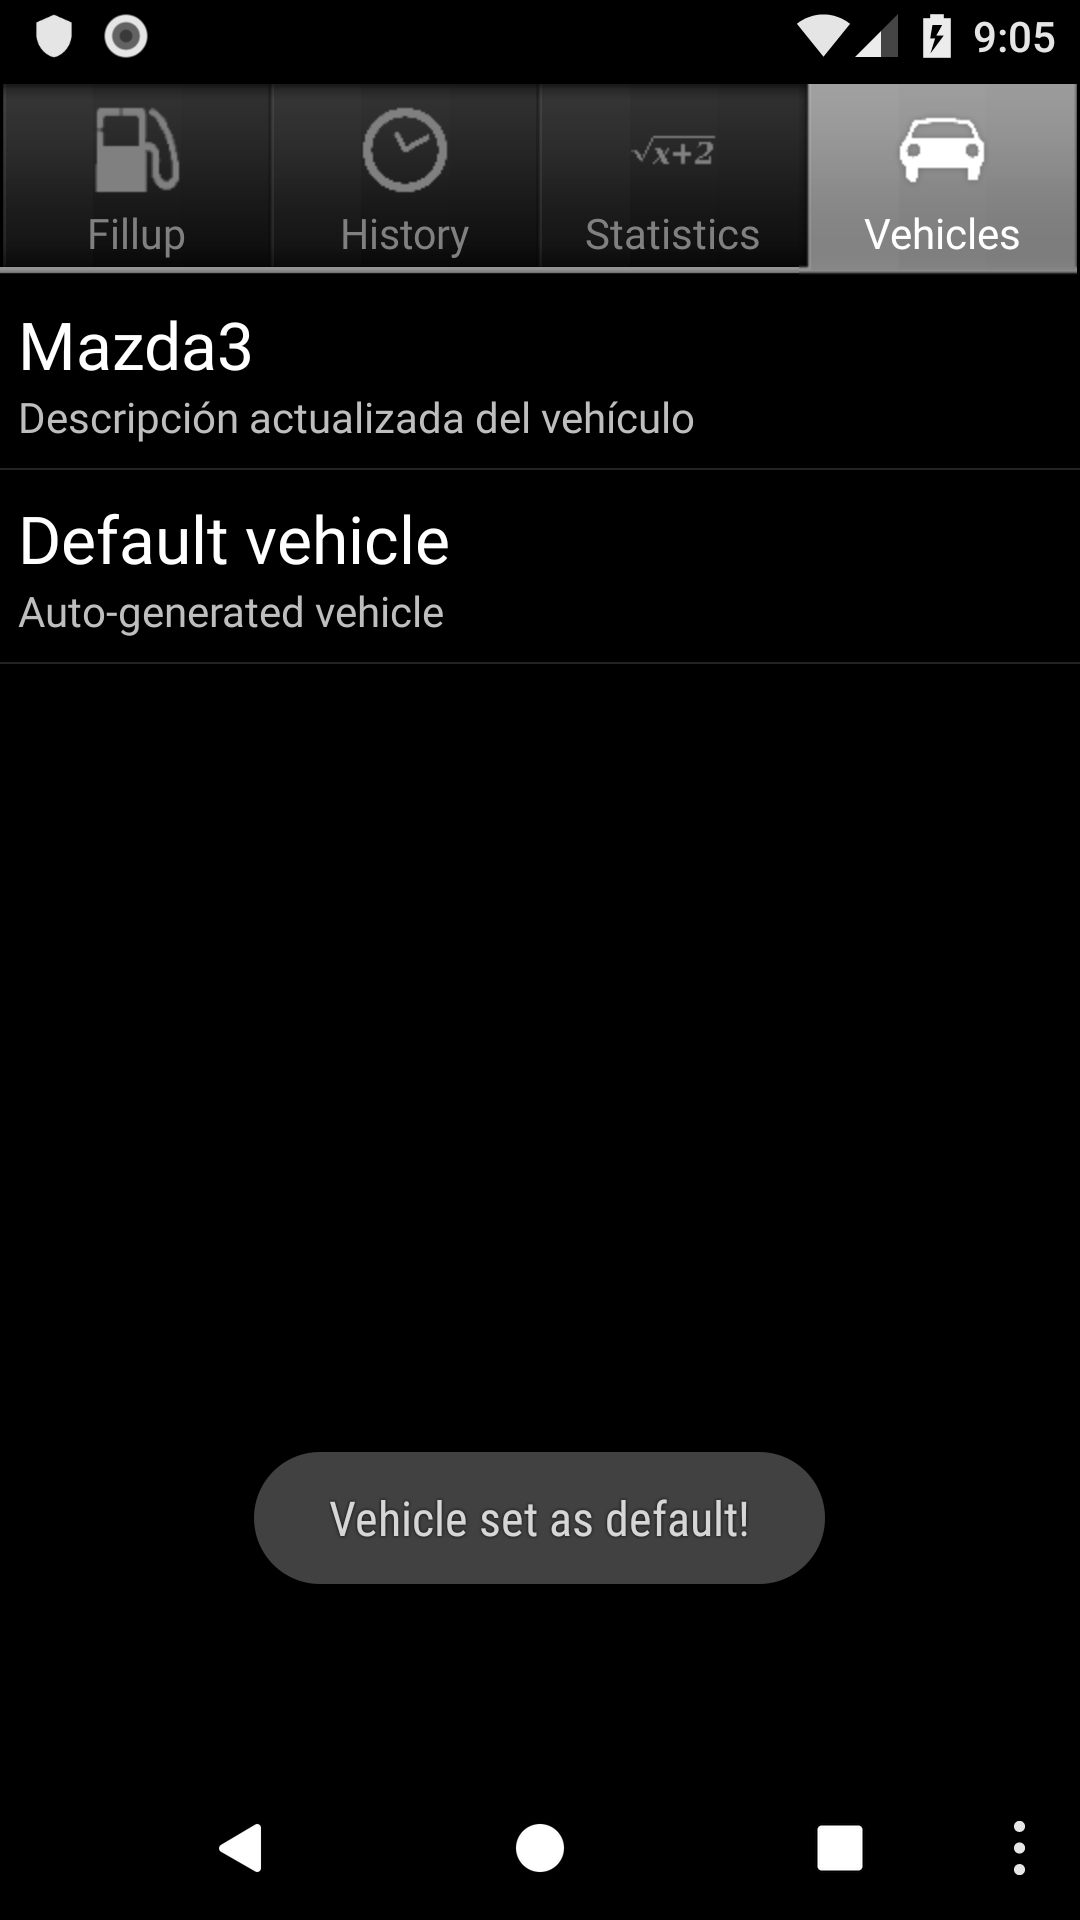 9:05
Fillup
History
√x+2
Statistics
Vehicles
Mazda3
Descripción actualizada del vehículo
Default vehicle
Auto-generated vehicle
Vehicle set as default!